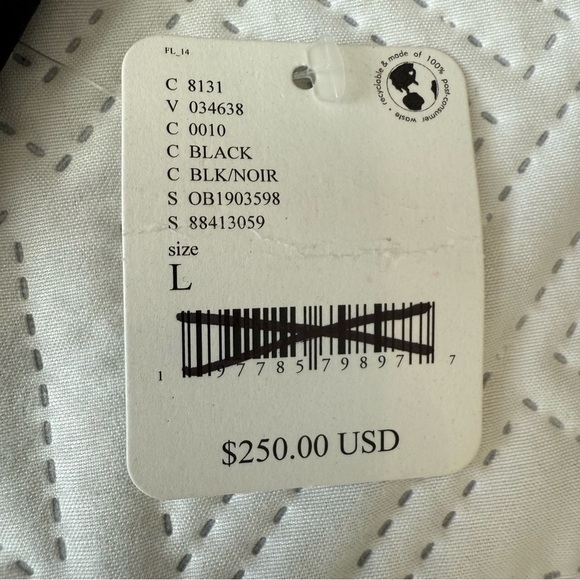 FL_14
recyclable & made of 100% post-consumer waste •
C 8131
V 034638
C 0010
C BLACK
C BLK/NOIR
S OB1903598
S 88413059
size
L
1 97785 79897 7
$250.00 USD